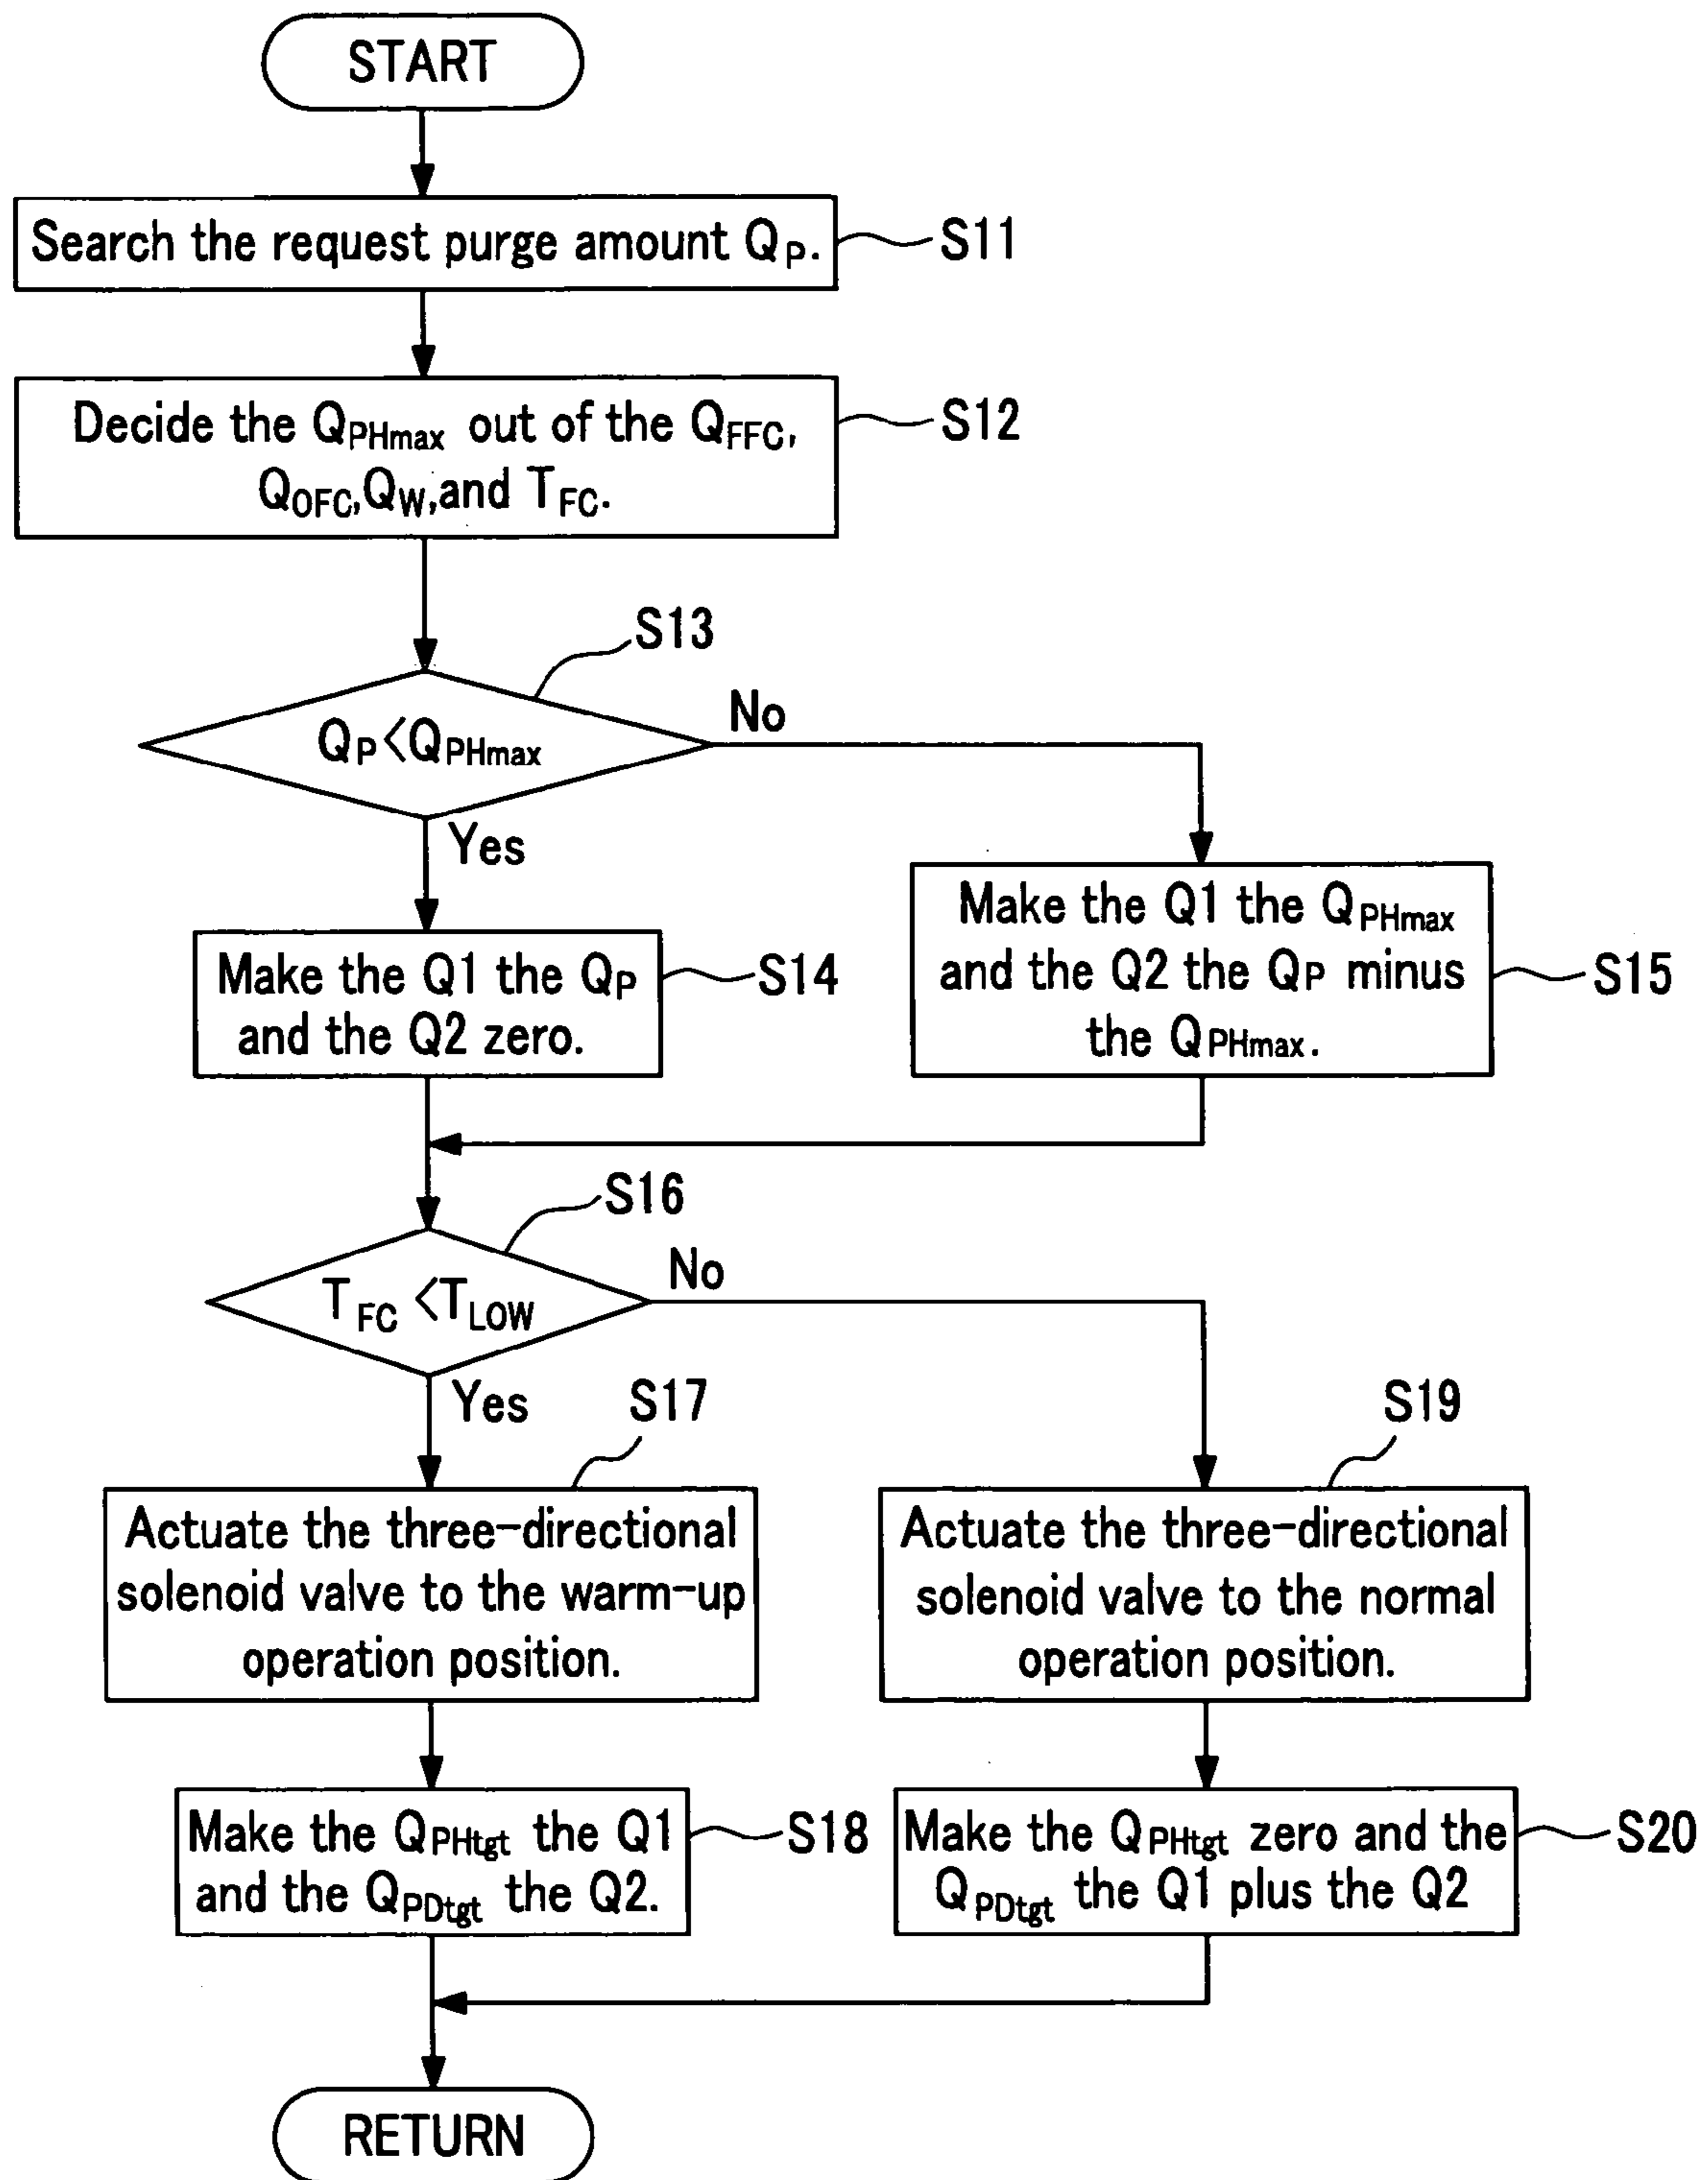 START
Search the request purge amount QP.
S11
Decide the QPHmax out of the QFFC,
QOFC,QW,and TFC.
S12
S13
QP<QPHmax
No
Yes
Make the Q1 the QP
and the Q2 zero.
S14
Make the Q1 the QPHmax
and the Q2 the QP minus
the QPHmax.
S15
S16
TFC <TLOW
No
Yes
S17
Actuate the three-directional
solenoid valve to the warm-up
operation position.
S19
Actuate the three-directional
solenoid valve to the normal
operation position.
Make the QPHtgt the Q1
and the QPDtgt the Q2.
S18
Make the QPHtgt zero and the
QPDtgt the Q1 plus the Q2
S20
RETURN